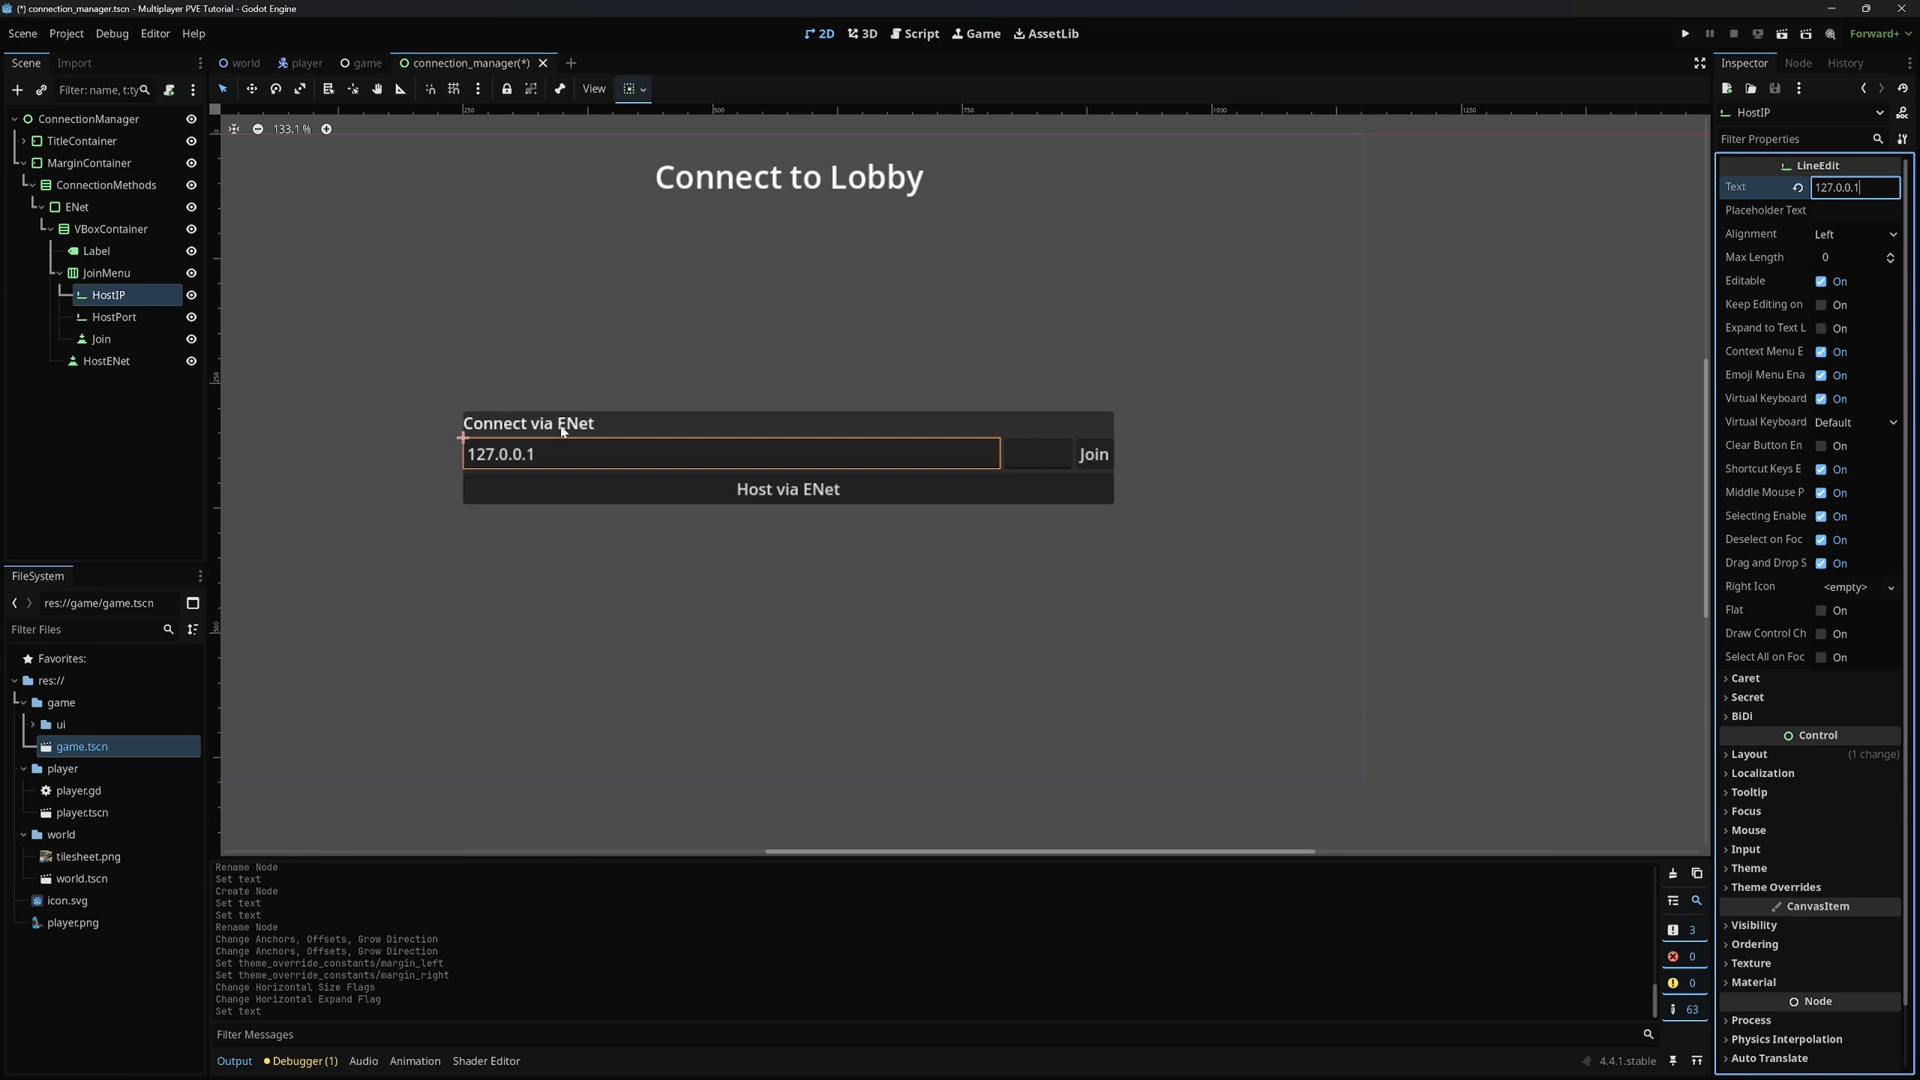 (*) connection_manager.tscn - Multiplayer PVE Tutorial - Godot Engine
Scene Project Debug Editor Help
2D 3D Script Game AssetLib
Forward+
Scene Import
world player game connection_manager(*)
Inspector Node History
Filter: name, t:ty
View
133.1 %
250 500 750 1000 1250
ConnectionManager
TitleContainer
MarginContainer
ConnectionMethods
ENet
VBoxContainer
Label
JoinMenu
HostIP
HostPort
Join
HostENet
Connect to Lobby
Connect via ENet
127.0.0.1
Join
Host via ENet
FileSystem
res://game/game.tscn
Filter Files
Favorites:
res://
game
ui
game.tscn
player
player.gd
player.tscn
world
tilesheet.png
world.tscn
icon.svg
player.png
Rename Node
Set text
Create Node
Set text
Set text
Rename Node
Change Anchors, Offsets, Grow Direction
Change Anchors, Offsets, Grow Direction
Set theme_override_constants/margin_left
Set theme_override_constants/margin_right
Change Horizontal Size Flags
Change Horizontal Expand Flag
Set text
3
0
0
63
Filter Messages
Output Debugger (1) Audio Animation Shader Editor
4.4.1.stable
HostIP
Filter Properties
LineEdit
Text 127.0.0.1
Placeholder Text
Alignment Left
Max Length 0
Editable On
Keep Editing on On
Expand to Text L On
Context Menu E On
Emoji Menu Ena On
Virtual Keyboard On
Virtual Keyboard Default
Clear Button En On
Shortcut Keys E On
Middle Mouse P On
Selecting Enable On
Deselect on Foc On
Drag and Drop S On
Right Icon <empty>
Flat On
Draw Control Ch On
Select All on Foc On
Caret
Secret
BiDi
Control
Layout (1 change)
Localization
Tooltip
Focus
Mouse
Input
Theme
Theme Overrides
CanvasItem
Visibility
Ordering
Texture
Material
Node
Process
Physics Interpolation
Auto Translate